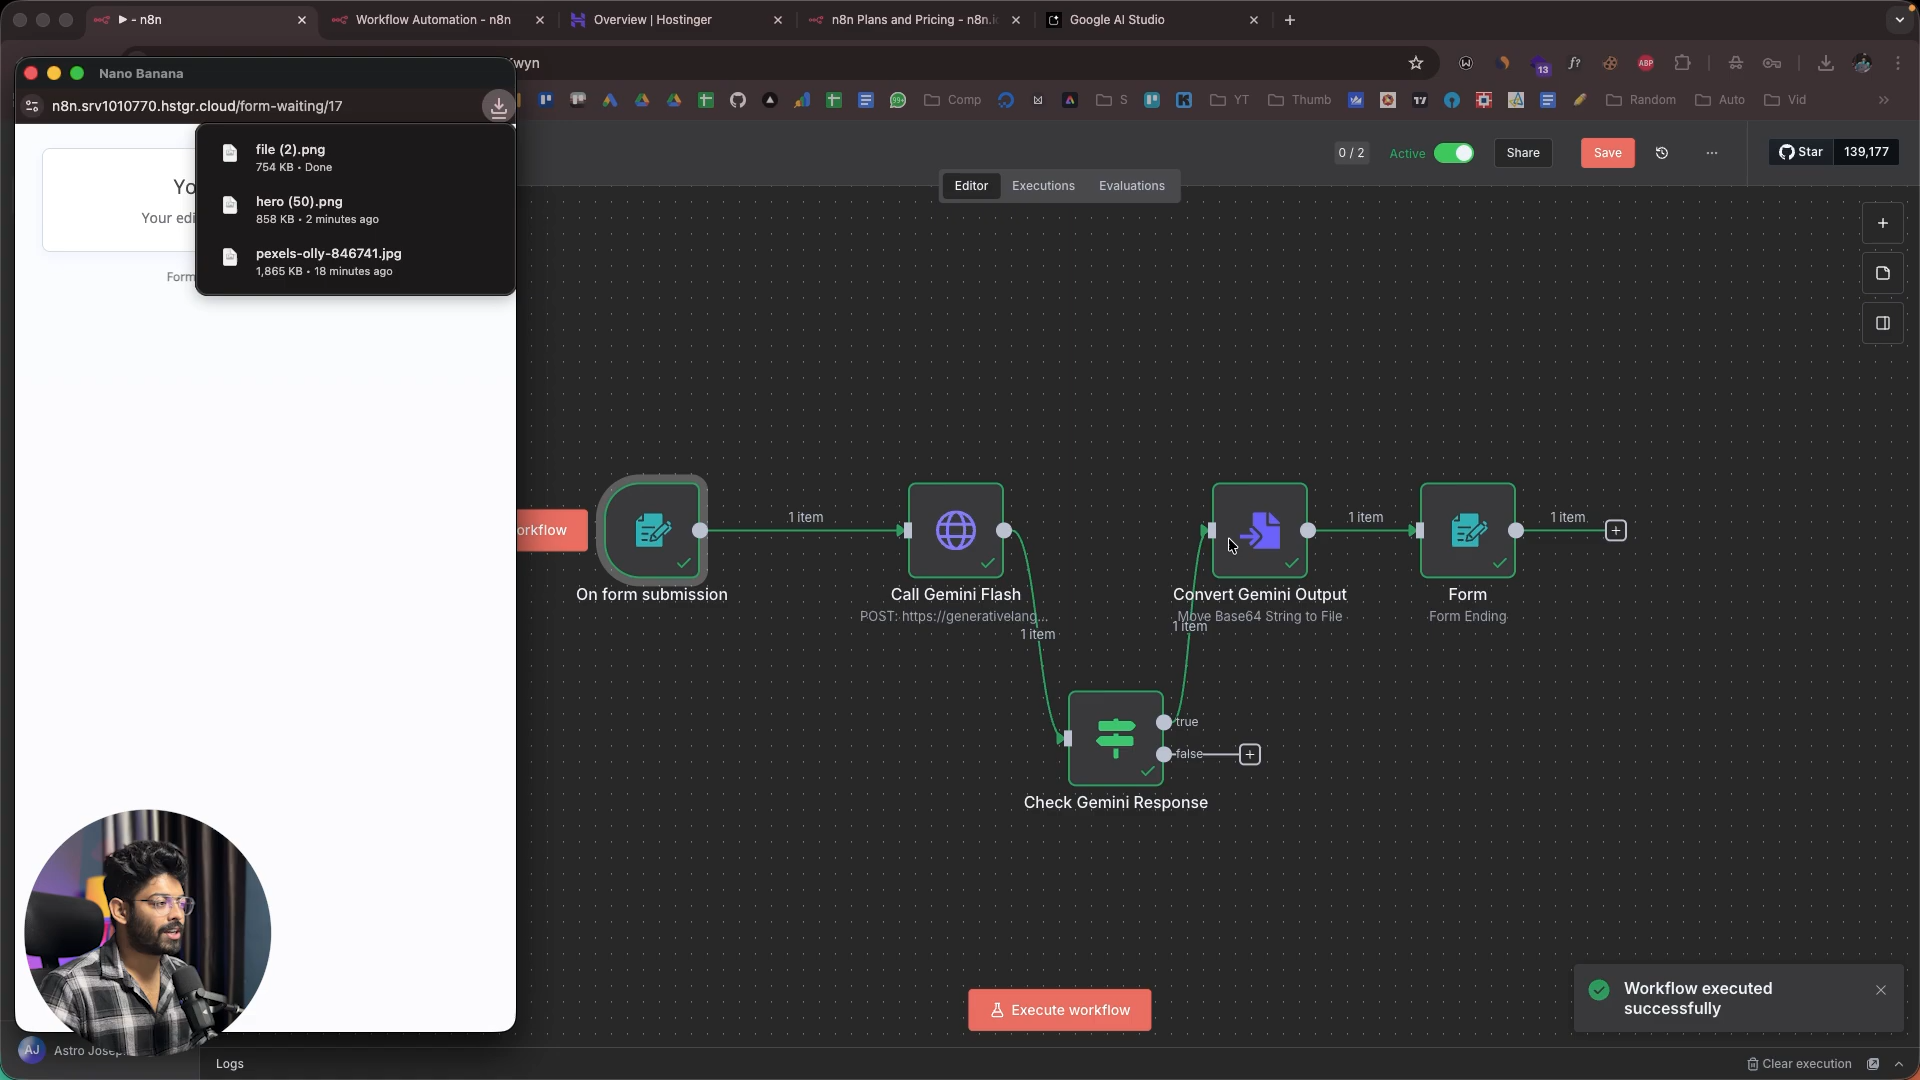 ▶ - n8n
Workflow Automation - n8n
Overview | Hostinger
n8n Plans and Pricing - n8n.i
Google AI Studio
wyn
13
f?
ABP
Nano Banana
n8n.srv1010770.hstgr.cloud/form-waiting/17
99+
Comp
S
YT
Thumb
Random
Auto
Vid
file (2).png
754 KB • Done
hero (50).png
858 KB • 2 minutes ago
pexels-olly-846741.jpg
1,865 KB • 18 minutes ago
Yo
Your edi
Form
0 / 2
Active
Share
Save
Star
139,177
Editor
Executions
Evaluations
orkflow
1 item
1 item
1 item
On form submission
Call Gemini Flash
POST: https://generativelang...
Convert Gemini Output
Move Base64 String to File
Form
Form Ending
1 item
1 item
true
false
Check Gemini Response
Execute workflow
Workflow executed
successfully
AJ
Astro Josep
Logs
Clear execution